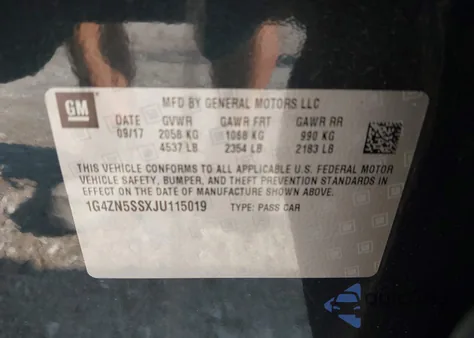 GM
MFD BY GENERAL MOTORS LLC
DATE GVWR GAWR FRT GAWR RR
09/17 2058 KG 1068 KG 990 KG
4537 LB 2354 LB 2183 LB
THIS VEHICLE CONFORMS TO ALL APPLICABLE U.S. FEDERAL MOTOR
VEHICLE SAFETY, BUMPER, AND THEFT PREVENTION STANDARDS IN
EFFECT ON THE DATE OF MANUFACTURE SHOWN ABOVE.
1G4ZN5SSXJU115019 TYPE: PASS CAR